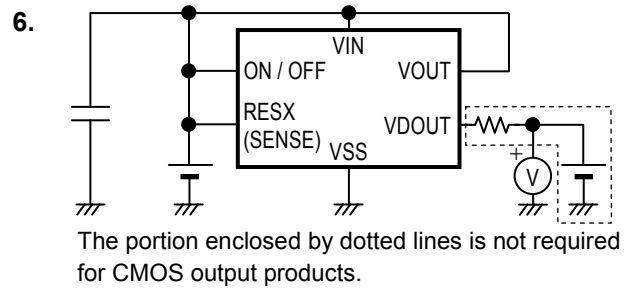 6.
VIN
ON / OFF VOUT
RESX
(SENSE)
VDOUT
VSS
+
V
The portion enclosed by dotted lines is not required
for CMOS output products.